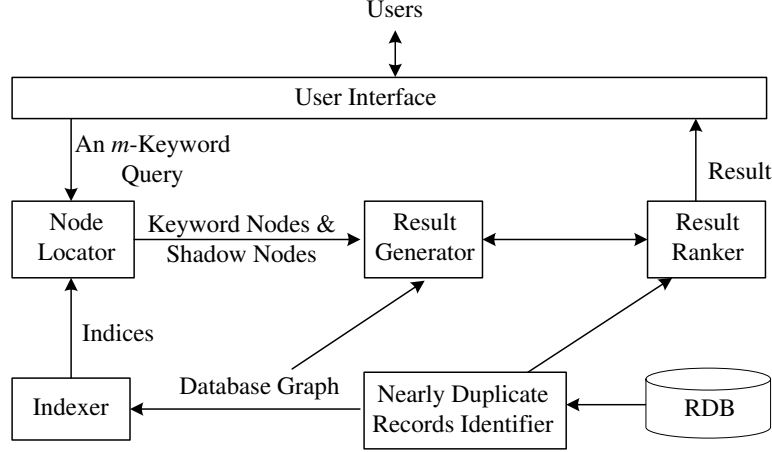 Users
User Interface
An m-Keyword
Query
Result
Node
Locator
Keyword Nodes &
Shadow Nodes
Result
Generator
Result
Ranker
Indices
Database Graph
Indexer
Nearly Duplicate
Records Identifier
RDB